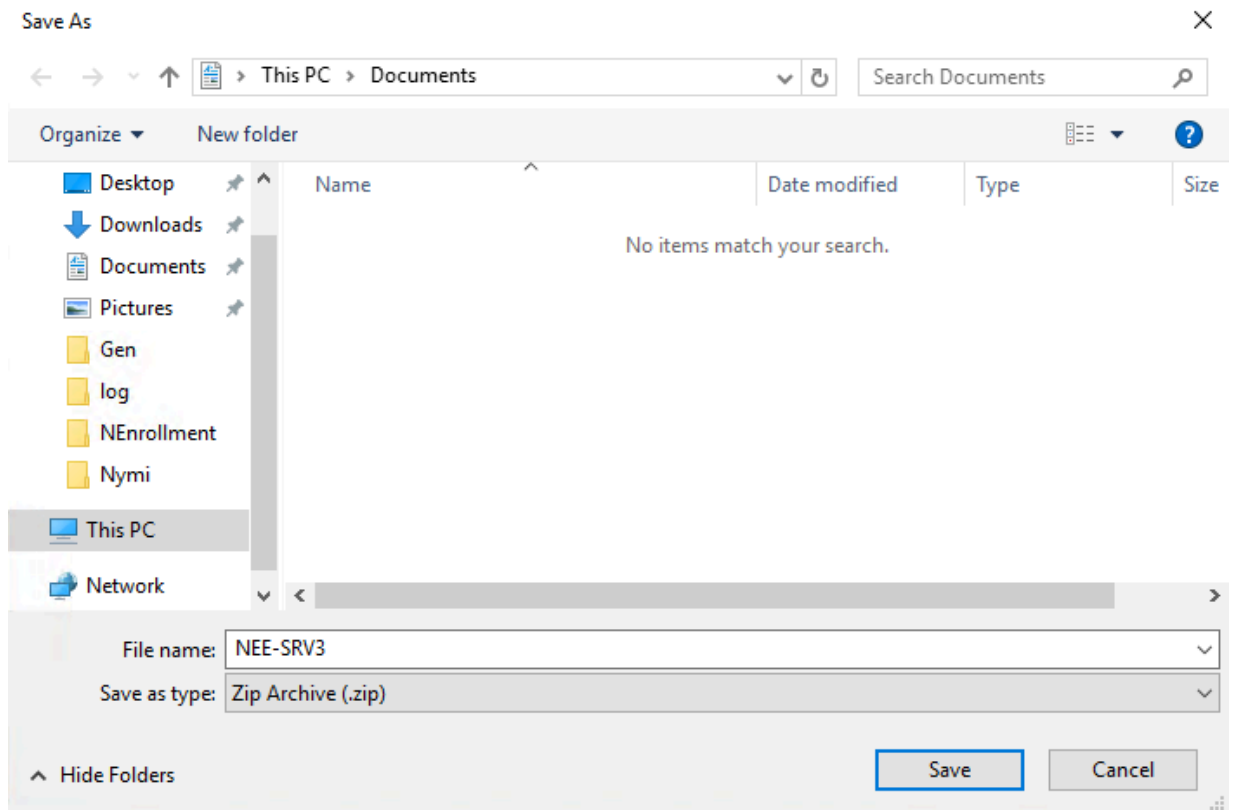 Save As
This PC > Documents
Search Documents
Organize
New folder
Name
Date modified
Type
Size
No items match your search.
Desktop
Downloads
Documents
Pictures
Gen
log
NEnrollment
Nymi
This PC
Network
File name: NEE-SRV3
Save as type: Zip Archive (.zip)
Hide Folders
Save
Cancel